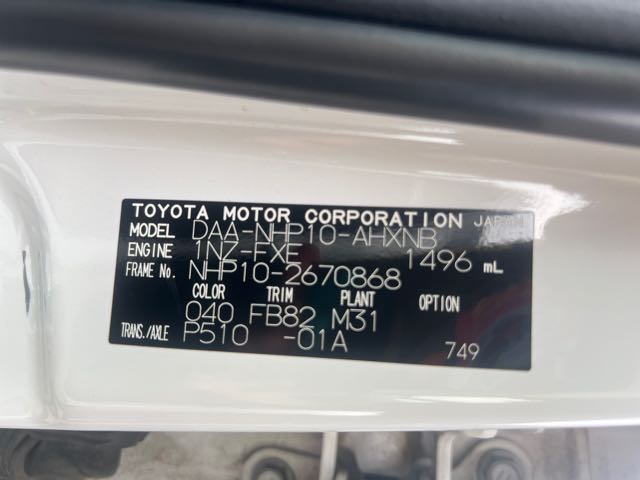 TOYOTA MOTOR CORPORATION JAPAN
MODEL DAA-NHP10-AHXNB
ENGINE 1NZ-FXE 1496 mL
FRAME No. NHP10-2670868
COLOR TRIM PLANT OPTION
040 FB82 M31
TRANS./AXLE P510 -01A
749